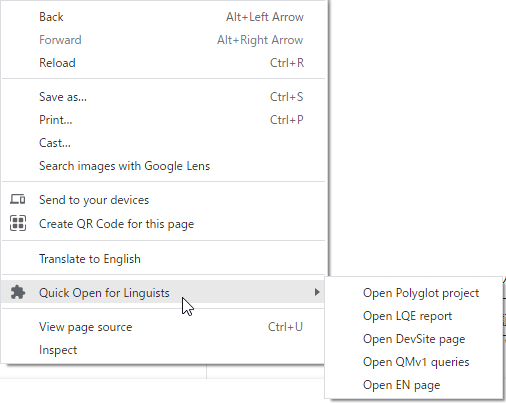 Back Alt+Left Arrow
Forward Alt+Right Arrow
Reload Ctrl+R
Save as... Ctrl+S
Print... Ctrl+P
Cast...
Search images with Google Lens
Send to your devices
Create QR Code for this page
Translate to English
Quick Open for Linguists
View page source Ctrl+U
Inspect
Open Polyglot project
Open LQE report
Open DevSite page
Open QMv1 queries
Open EN page